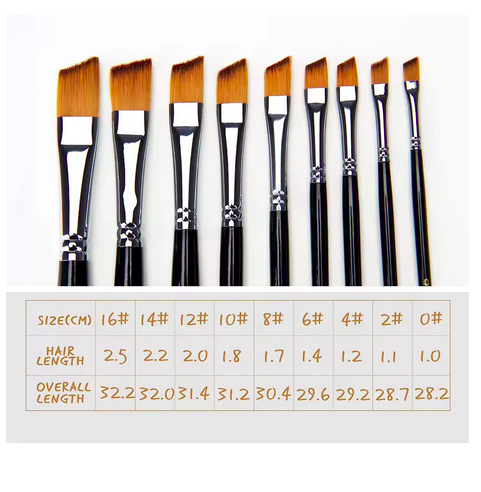 SIZE(CM) 16# 14# 12# 10# 8# 6# 4# 2# 0#
HAIR LENGTH 2.5 2.2 2.0 1.8 1.7 1.4 1.2 1.1 1.0
OVERALL LENGTH 32.2 32.0 31.4 31.2 30.4 29.6 29.2 28.7 28.2